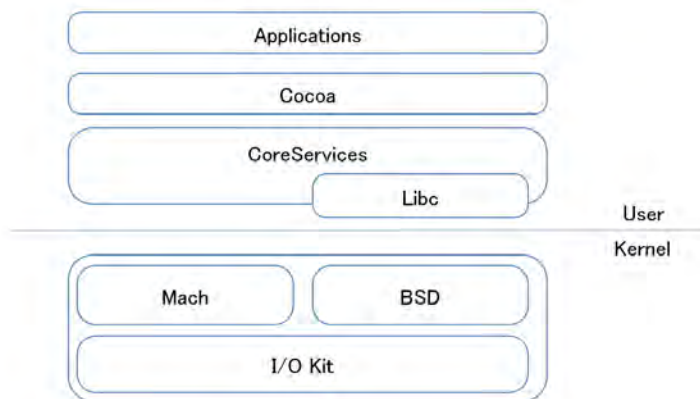 Applications
Cocoa
CoreServices
Libc
User
Kernel
Mach
BSD
I/O Kit